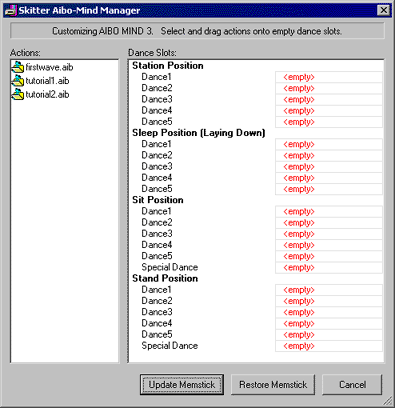 Skitter Aibo-Mind Manager
Customizing AIBO MIND 3. Select and drag actions onto empty dance slots.
Actions:
firstwave.aib
tutorial1.aib
tutorial2.aib
Dance Slots:
Station Position
Dance1 <empty>
Dance2 <empty>
Dance3 <empty>
Dance4 <empty>
Dance5 <empty>
Sleep Position (Laying Down)
Dance1 <empty>
Dance2 <empty>
Dance3 <empty>
Dance4 <empty>
Dance5 <empty>
Sit Position
Dance1 <empty>
Dance2 <empty>
Dance3 <empty>
Dance4 <empty>
Dance5 <empty>
Special Dance <empty>
Stand Position
Dance1 <empty>
Dance2 <empty>
Dance3 <empty>
Dance4 <empty>
Dance5 <empty>
Special Dance <empty>
Update Memstick Restore Memstick Cancel